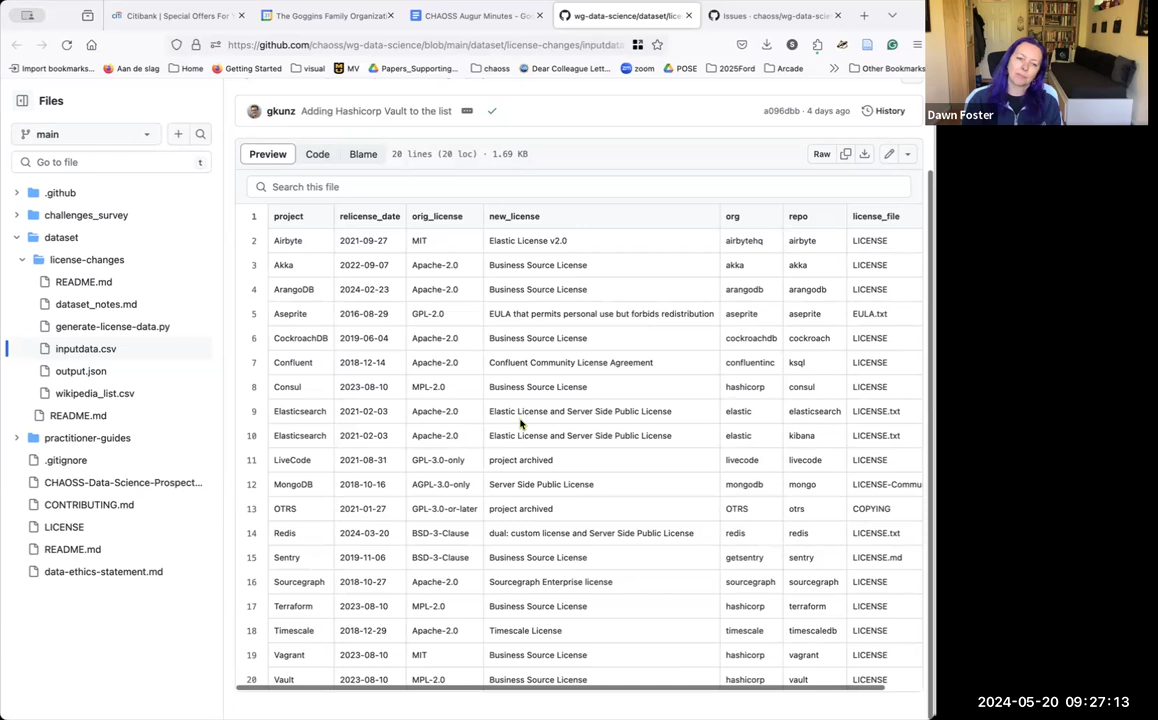 Citibank | Special Offers For
The Goggins Family Organizati
CHAOSS Augur Minutes - Go
wg-data-science/dataset/lice
Issues · chaoss/wg-data-scienc
https://github.com/chaoss/wg-data-science/blob/main/dataset/license-changes/inputdata
Import bookmarks... Aan de slag Home Getting Started visual MV Papers_Supporting... chaoss Dear Colleague Lett... zoom POSE 2025Ford Arcade Other Bookmarks
Dawn Foster
Files
main
Go to file t
.github
challenges_survey
dataset
license-changes
README.md
dataset_notes.md
generate-license-data.py
inputdata.csv
output.json
wikipedia_list.csv
README.md
practitioner-guides
.gitignore
CHAOSS-Data-Science-Prospect...
CONTRIBUTING.md
LICENSE
README.md
data-ethics-statement.md
gkunz Adding Hashicorp Vault to the list a096dbb · 4 days ago History
Preview Code Blame 20 lines (20 loc) · 1.69 KB Raw
Search this file
1 project relicense_date orig_license new_license org repo license_file
2 Airbyte 2021-09-27 MIT Elastic License v2.0 airbytehq airbyte LICENSE
3 Akka 2022-09-07 Apache-2.0 Business Source License akka akka LICENSE
4 ArangoDB 2024-02-23 Apache-2.0 Business Source License arangodb arangodb LICENSE
5 Aseprite 2016-08-29 GPL-2.0 EULA that permits personal use but forbids redistribution aseprite aseprite EULA.txt
6 CockroachDB 2019-06-04 Apache-2.0 Business Source License cockroachdb cockroach LICENSE
7 Confluent 2018-12-14 Apache-2.0 Confluent Community License Agreement confluentinc ksql LICENSE
8 Consul 2023-08-10 MPL-2.0 Business Source License hashicorp consul LICENSE
9 Elasticsearch 2021-02-03 Apache-2.0 Elastic License and Server Side Public License elastic elasticsearch LICENSE.txt
10 Elasticsearch 2021-02-03 Apache-2.0 Elastic License and Server Side Public License elastic kibana LICENSE.txt
11 LiveCode 2021-08-31 GPL-3.0-only project archived livecode livecode LICENSE
12 MongoDB 2018-10-16 AGPL-3.0-only Server Side Public License mongodb mongo LICENSE-Commu
13 OTRS 2021-01-27 GPL-3.0-or-later project archived OTRS otrs COPYING
14 Redis 2024-03-20 BSD-3-Clause dual: custom license and Server Side Public License redis redis LICENSE.txt
15 Sentry 2019-11-06 BSD-3-Clause Business Source License getsentry sentry LICENSE.md
16 Sourcegraph 2018-10-27 Apache-2.0 Sourcegraph Enterprise license sourcegraph sourcegraph LICENSE
17 Terraform 2023-08-10 MPL-2.0 Business Source License hashicorp terraform LICENSE
18 Timescale 2018-12-29 Apache-2.0 Timescale License timescale timescaledb LICENSE
19 Vagrant 2023-08-10 MIT Business Source License hashicorp vagrant LICENSE
20 Vault 2023-08-10 MPL-2.0 Business Source License hashicorp vault LICENSE
2024-05-20 09:27:13